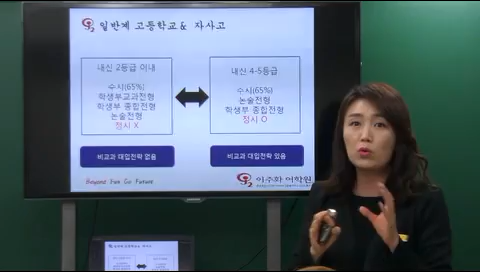 일반계 고등학교& 자사고
내신 2등급 이내
수시(65%)
학생부교과전형
학생부 종합전형
논술전형
정시 X
비교과 대입전략 없음
내신 4-5등급
수시(65%)
논술전형
학생부 종합전형
정시 O
비교과 대입전략 있음
Beyond Fan Go Future
이주화 어학원